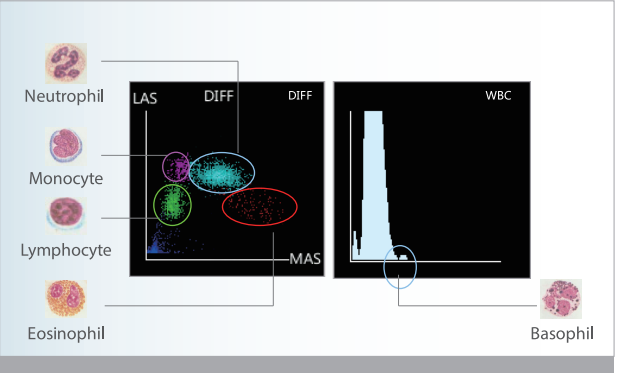 Neutrophil
Monocyte
Lymphocyte
Eosinophil
LAS
DIFF
DIFF
MAS
WBC
Basophil